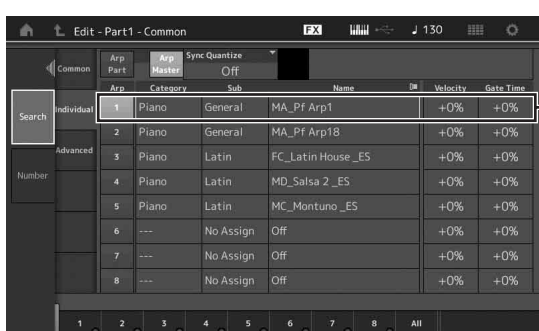 Edit - Part1 - Common FX 130
Common Arp Part Arp Master Sync Quantize Off
Arp Category Sub Name Velocity Gate Time
Search Individual 1 Piano General MA_Pf Arp1 +0% +0%
2 Piano General MA_Pf Arp18 +0% +0%
Advanced 3 Piano Latin FC_Latin House _ES +0% +0%
Number 4 Piano Latin MD_Salsa 2 _ES +0% +0%
5 Piano Latin MC_Montuno _ES +0% +0%
6 --- No Assign Off +0% +0%
7 --- No Assign Off +0% +0%
8 --- No Assign Off +0% +0%
1 2 3 4 5 6 7 8 All